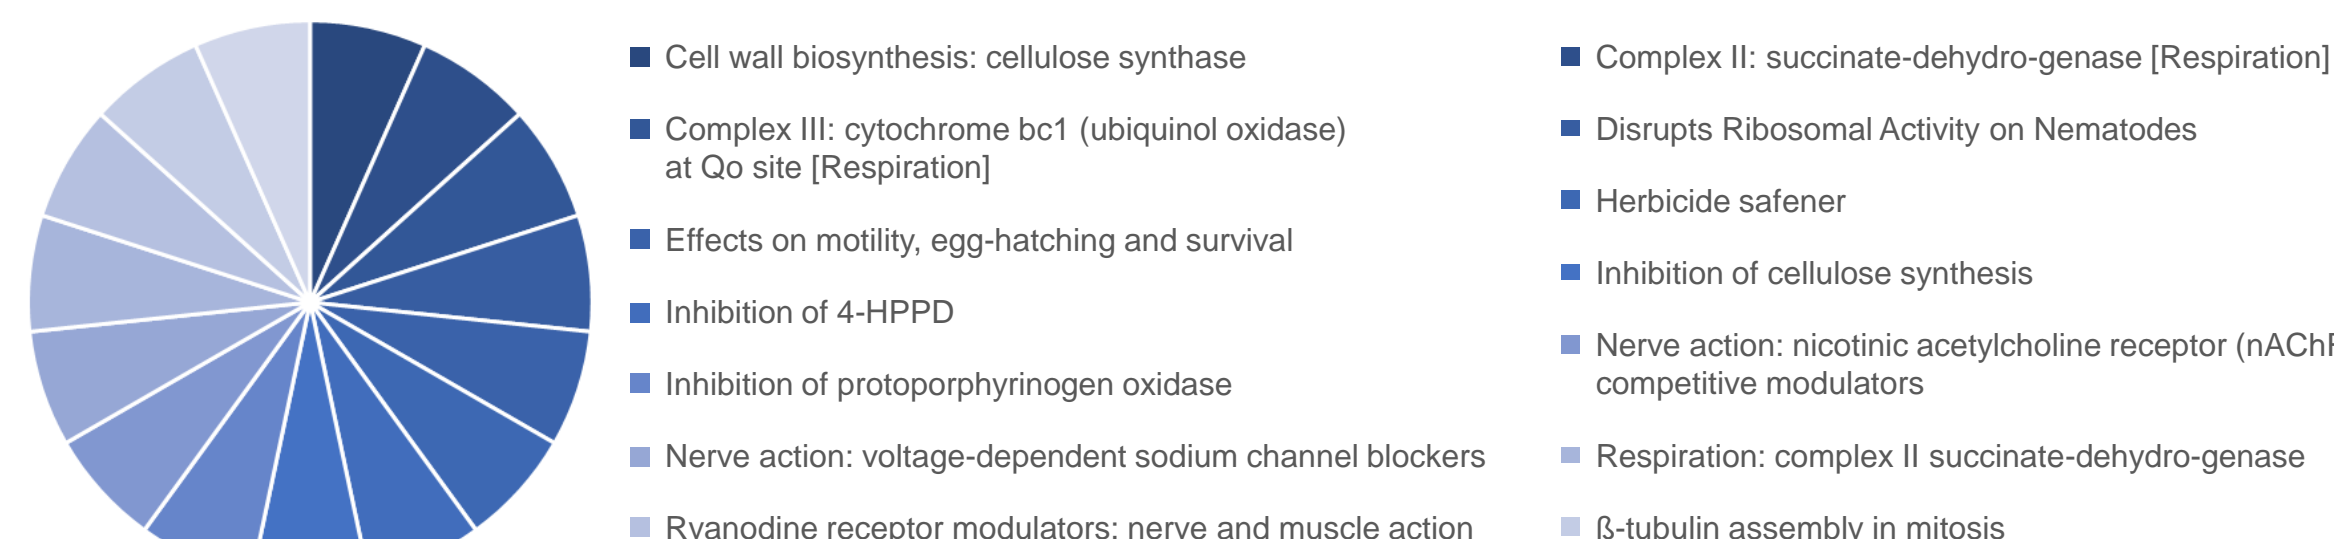 Cell wall biosynthesis: cellulose synthase
Complex II: succinate-dehydro-genase [Respiration]
Complex III: cytochrome bc1 (ubiquinol oxidase)
at Qo site [Respiration]
Disrupts Ribosomal Activity on Nematodes
Effects on motility, egg-hatching and survival
Herbicide safener
Inhibition of 4-HPPD
Inhibition of cellulose synthesis
Inhibition of protoporphyrinogen oxidase
Nerve action: nicotinic acetylcholine receptor (nAChR
competitive modulators
Nerve action: voltage-dependent sodium channel blockers
Respiration: complex II succinate-dehydro-genase
Ryanodine receptor modulators: nerve and muscle action
ß-tubulin assembly in mitosis